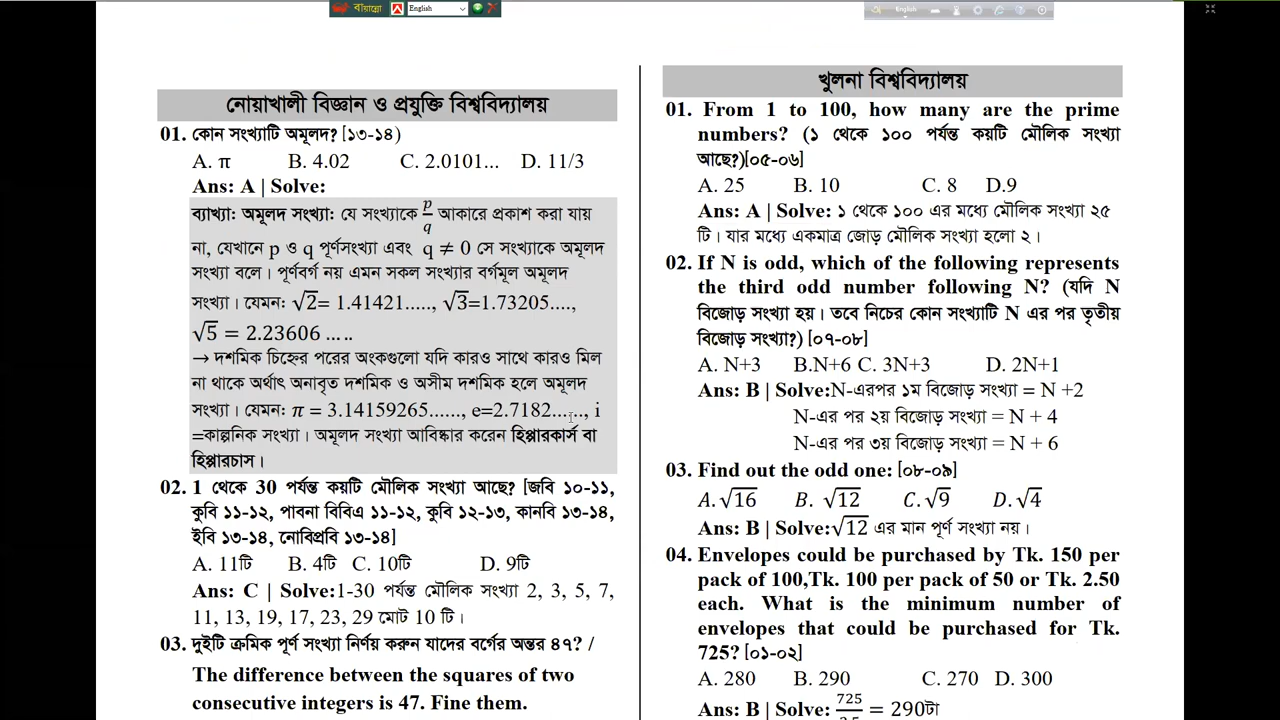 বায়ান্নো English
English
নোয়াখালী বিজ্ঞান ও প্রযুক্তি বিশ্ববিদ্যালয়
01. কোন সংখ্যাটি অমূলদ? [১৩-১৪)
A. π B. 4.02 C. 2.0101... D. 11/3
Ans: A | Solve:
ব্যাখ্যা: অমূলদ সংখ্যা: যে সংখ্যাকে p/q আকারে প্রকাশ করা যায়
না, যেখানে p ও q পূর্ণসংখ্যা এবং q ≠ 0 সে সংখ্যাকে অমূলদ
সংখ্যা বলে। পূর্ণবর্গ নয় এমন সকল সংখ্যার বর্গমূল অমূলদ
সংখ্যা। যেমন: √2= 1.41421....., √3=1.73205....,
√5 = 2.23606 .....
→ দশমিক চিহ্নের পরের অংকগুলো যদি কারও সাথে কারও মিল
না থাকে অর্থাৎ অনাবৃত দশমিক ও অসীম দশমিক হলে অমূলদ
সংখ্যা। যেমন: π = 3.14159265......, e=2.7182......, i
=কাল্পনিক সংখ্যা। অমূলদ সংখ্যা আবিষ্কার করেন হিপ্পারকার্স বা
হিপ্পারচাস।
02. 1 থেকে 30 পর্যন্ত কয়টি মৌলিক সংখ্যা আছে? [জবি ১০-১১,
কুবি ১১-১২, পাবনা বিবিএ ১১-১২, কুবি ১২-১৩, কানবি ১৩-১৪,
ইবি ১৩-১৪, নোবিপ্রবি ১৩-১৪]
A. 11টি B. 4টি C. 10টি D. 9টি
Ans: C | Solve:1-30 পর্যন্ত মৌলিক সংখ্যা 2, 3, 5, 7,
11, 13, 19, 17, 23, 29 মোট 10 টি।
03. দুইটি ক্রমিক পূর্ণ সংখ্যা নির্ণয় করুন যাদের বর্গের অন্তর ৪৭? /
The difference between the squares of two
consecutive integers is 47. Fine them.
খুলনা বিশ্ববিদ্যালয়
01. From 1 to 100, how many are the prime
numbers? (১ থেকে ১০০ পর্যন্ত কয়টি মৌলিক সংখ্যা
আছে?)[০৫-০৬]
A. 25 B. 10 C. 8 D.9
Ans: A | Solve: ১ থেকে ১০০ এর মধ্যে মৌলিক সংখ্যা ২৫
টি। যার মধ্যে একমাত্র জোড় মৌলিক সংখ্যা হলো ২।
02. If N is odd, which of the following represents
the third odd number following N? (যদি N
বিজোড় সংখ্যা হয়। তবে নিচের কোন সংখ্যাটি N এর পর তৃতীয়
বিজোড় সংখ্যা?) [০৭-০৮]
A. N+3 B.N+6 C. 3N+3 D. 2N+1
Ans: B | Solve:N-এরপর ১ম বিজোড় সংখ্যা = N +2
N-এর পর ২য় বিজোড় সংখ্যা = N + 4
N-এর পর ৩য় বিজোড় সংখ্যা = N + 6
03. Find out the odd one: [০৮-০৯]
A.√16 B. √12 C.√9 D.√4
Ans: B | Solve:√12 এর মান পূর্ণ সংখ্যা নয়।
04. Envelopes could be purchased by Tk. 150 per
pack of 100,Tk. 100 per pack of 50 or Tk. 2.50
each. What is the minimum number of
envelopes that could be purchased for Tk.
725? [০১-০২]
A. 280 B. 290 C. 270 D. 300
Ans: B | Solve: 725/2.5 = 290টা